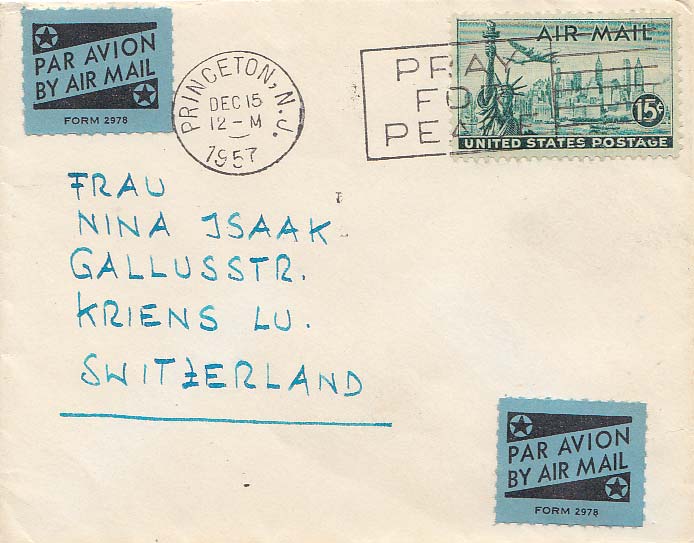 PAR AVION
BY AIR MAIL
FORM 2978
PRINCETON, N.J.
DEC 15
12-M
1957
PRAY
FOR
PEACE
AIR MAIL
15¢
UNITED STATES POSTAGE
FRAU
NINA ISAAK
GALLUSSTR.
KRIENS LU.
SWITZERLAND
PAR AVION
BY AIR MAIL
FORM 2978